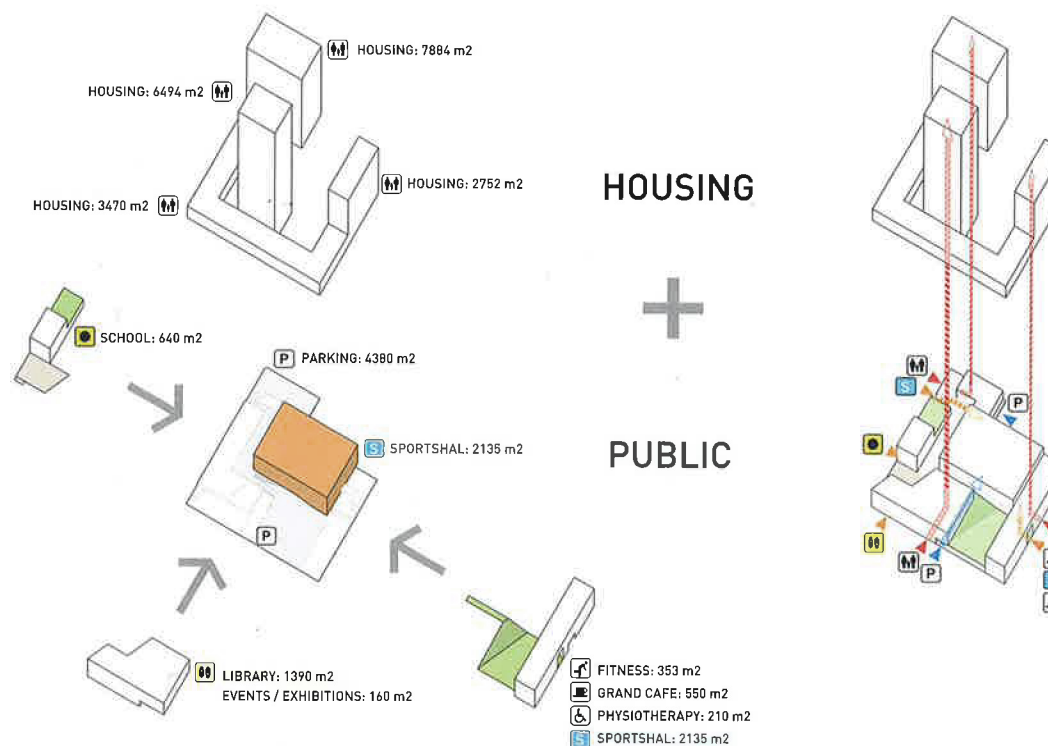 HOUSING: 7884 m2
HOUSING: 6494 m2
HOUSING: 2752 m2
HOUSING: 3470 m2
HOUSING
SCHOOL: 640 m2
P PARKING: 4380 m2
S SPORTSHAL: 2135 m2
PUBLIC
P
LIBRARY: 1390 m2
EVENTS / EXHIBITIONS: 160 m2
FITNESS: 353 m2
GRAND CAFE: 550 m2
PHYSIOTHERAPY: 210 m2
S SPORTSHAL: 2135 m2
S
P
P